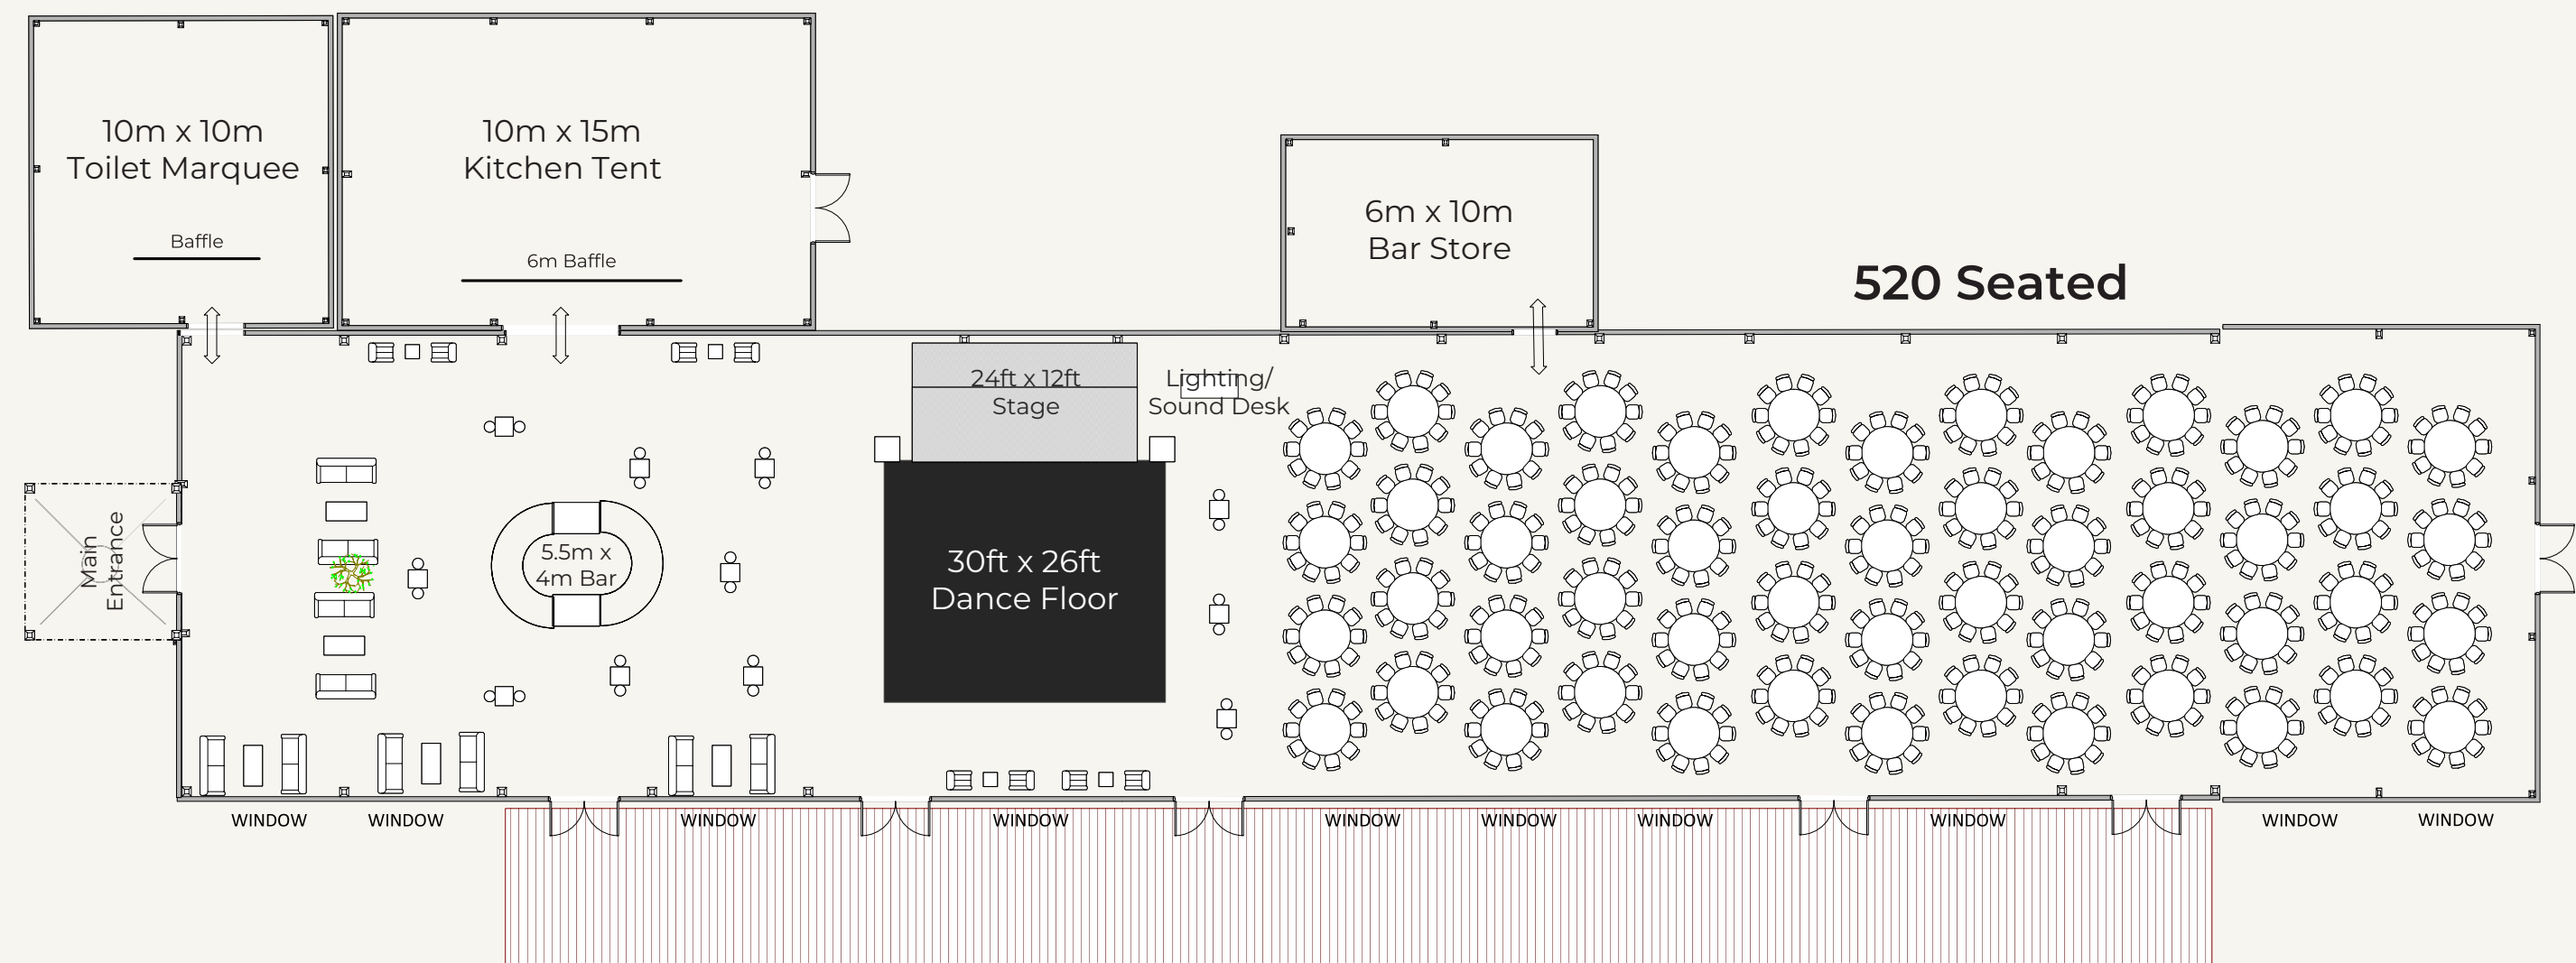 10m x 10m
Toilet Marquee
Baffle
10m x 15m
Kitchen Tent
6m Baffle
6m x 10m
Bar Store
520 Seated
24ft x 12ft
Stage
Lighting/
Sound Desk
Main
Entrance
5.5m x
4m Bar
30ft x 26ft
Dance Floor
WINDOW
WINDOW
WINDOW
WINDOW
WINDOW
WINDOW
WINDOW
WINDOW
WINDOW
WINDOW